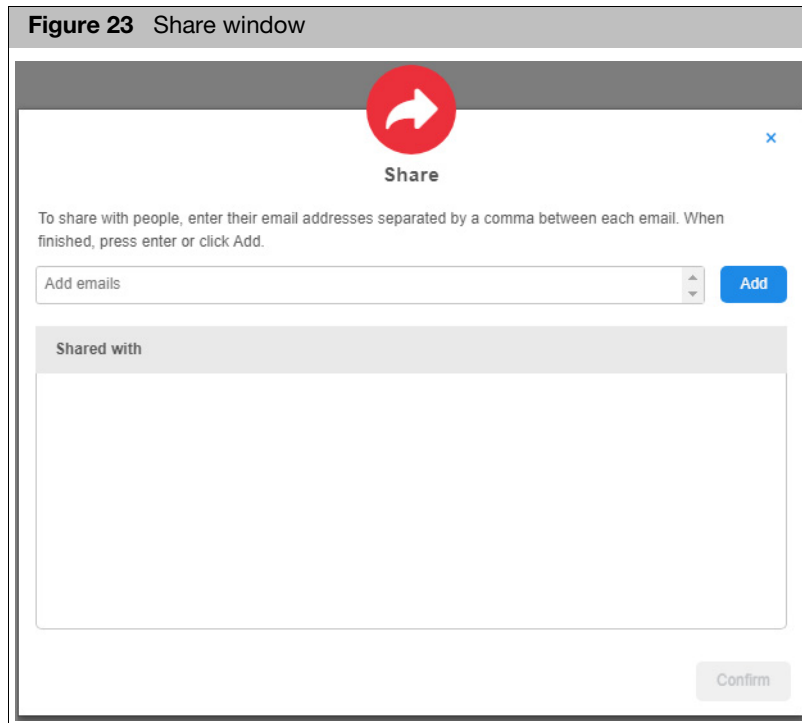 Figure 23 Share window
×
Share
To share with people, enter their email addresses separated by a comma between each email. When
finished, press enter or click Add.
Add emails
Add
Shared with
Confirm